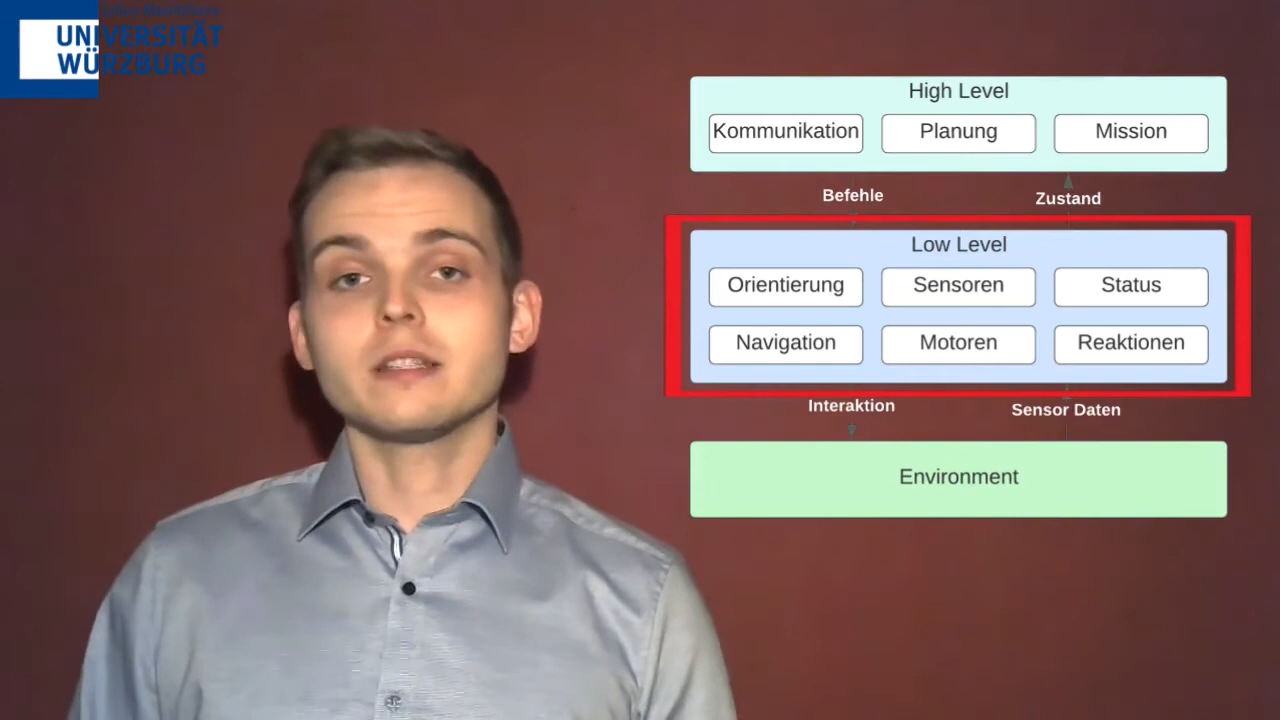 UNIVERSITÄT
WÜRZBURG
High Level
Kommunikation
Planung
Mission
Befehle
Zustand
Low Level
Orientierung
Sensoren
Status
Navigation
Motoren
Reaktionen
Interaktion
Sensor Daten
Environment